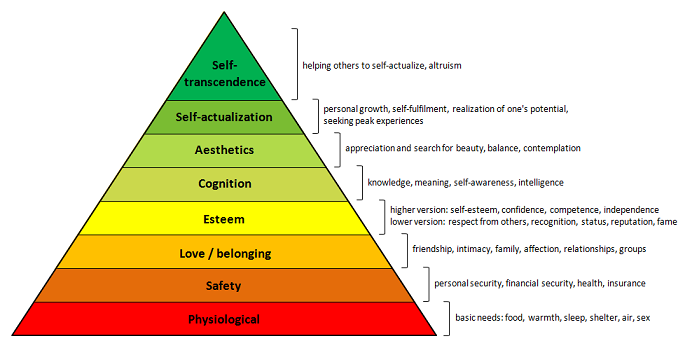 Self-
transcendence
helping others to self-actualize, altruism
Self-actualization
personal growth, self-fulfilment, realization of one's potential,
seeking peak experiences
Aesthetics
appreciation and search for beauty, balance, contemplation
Cognition
knowledge, meaning, self-awareness, intelligence
Esteem
higher version: self-esteem, confidence, competence, independence
lower version: respect from others, recognition, status, reputation, fame
Love / belonging
friendship, intimacy, family, affection, relationships, groups
Safety
personal security, financial security, health, insurance
Physiological
basic needs: food, warmth, sleep, shelter, air, sex